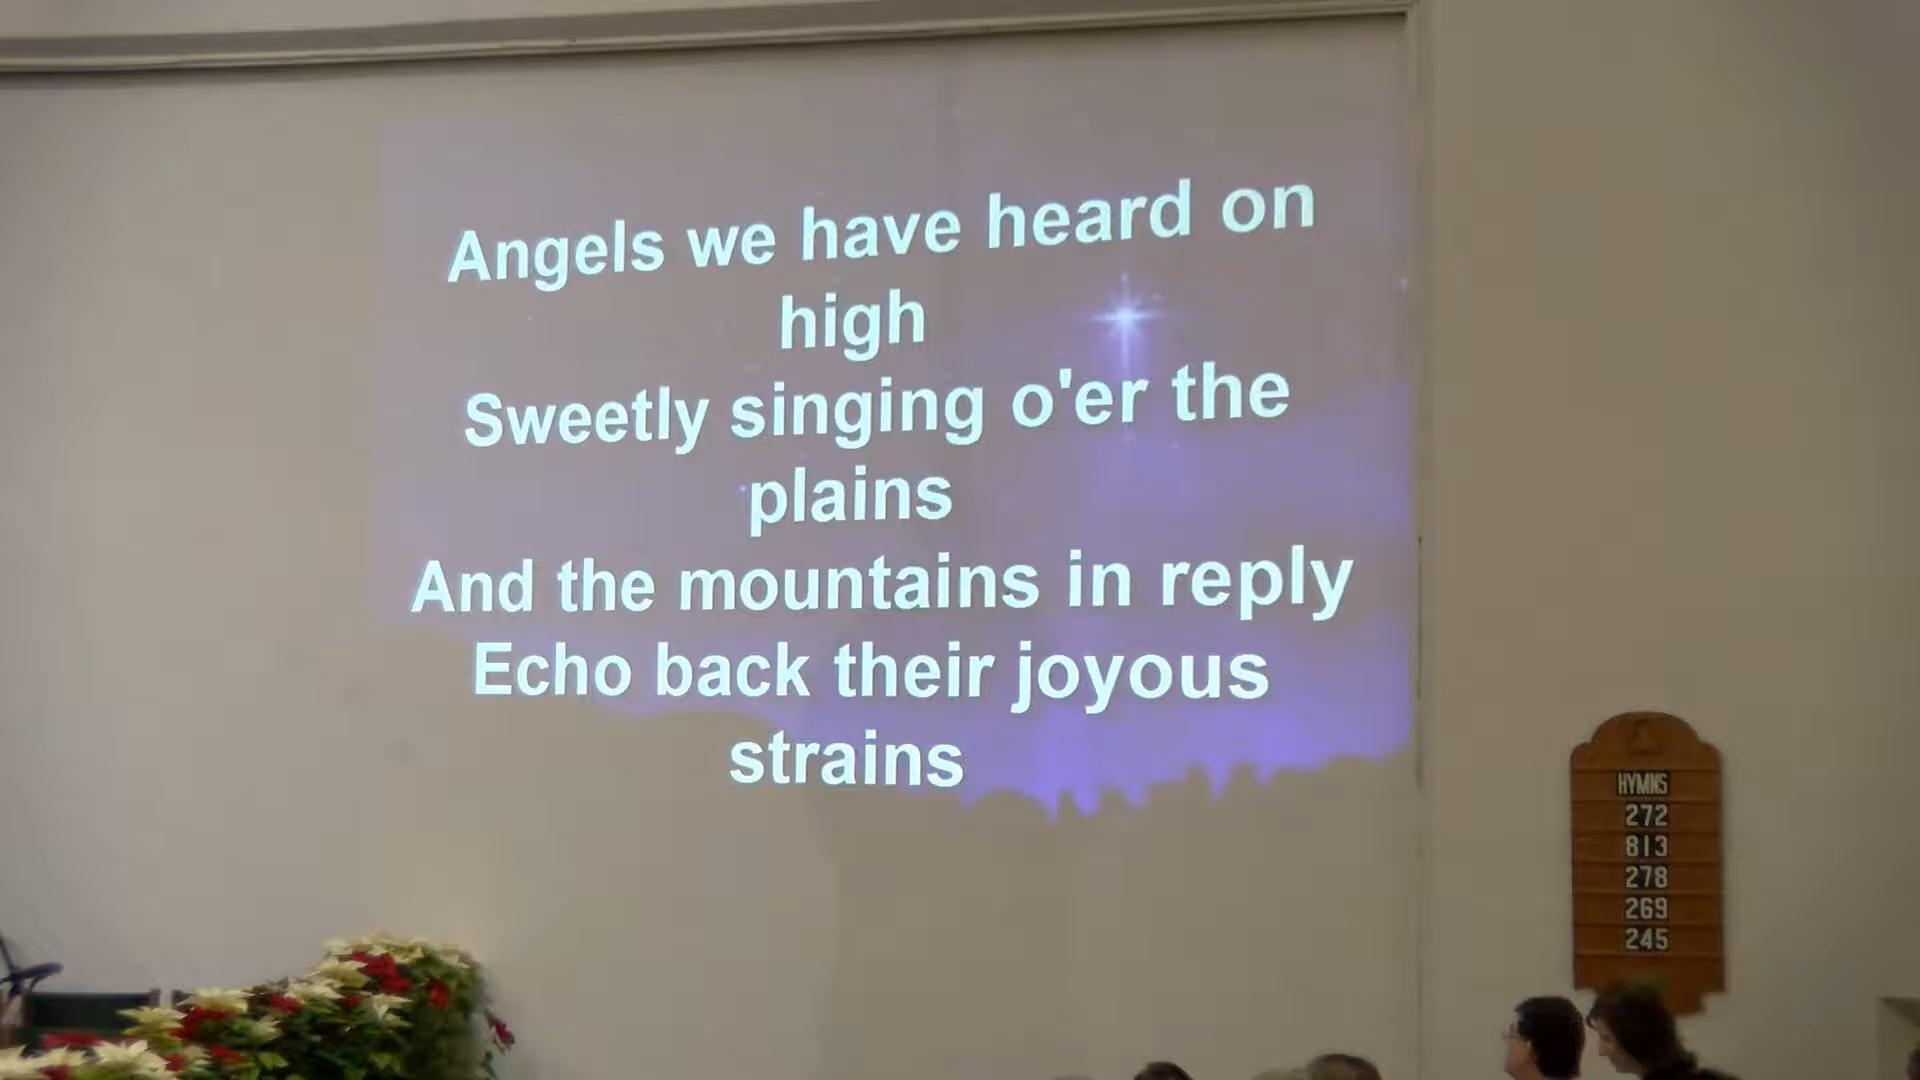 Angels we have heard on
high
Sweetly singing o'er the
plains
And the mountains in reply
Echo back their joyous
strains
HYMNS
272
813
278
269
245